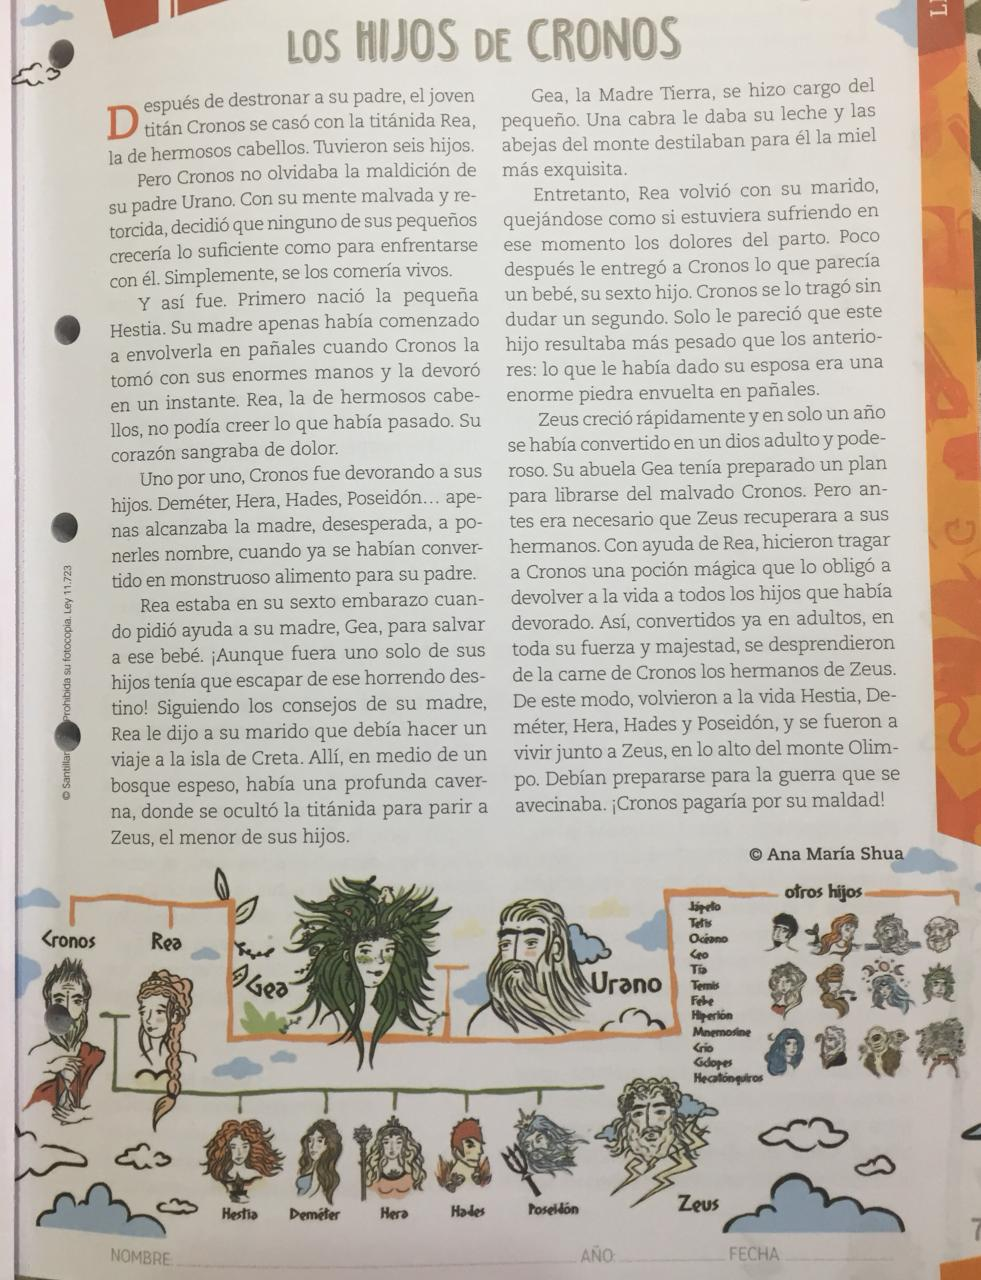 LOS HIJOS DE CRONOS
Después de destronar a su padre, el joven
titán Cronos se casó con la titánida Rea,
la de hermosos cabellos. Tuvieron seis hijos.
Pero Cronos no olvidaba la maldición de
su padre Urano. Con su mente malvada y re-
torcida, decidió que ninguno de sus pequeños
crecería lo suficiente como para enfrentarse
con él. Simplemente, se los comería vivos.
Y así fue. Primero nació la pequeña
Hestia. Su madre apenas había comenzado
a envolverla en pañales cuando Cronos la
tomó con sus enormes manos y la devoró
en un instante. Rea, la de hermosos cabe-
llos, no podía creer lo que había pasado. Su
corazón sangraba de dolor.
Uno por uno, Cronos fue devorando a sus
hijos. Deméter, Hera, Hades, Poseidón... ape-
nas alcanzaba la madre, desesperada, a po-
nerles nombre, cuando ya se habían conver-
tido en monstruoso alimento para su padre.
Rea estaba en su sexto embarazo cuan-
do pidió ayuda a su madre, Gea, para salvar
a ese bebé. ¡Aunque fuera uno solo de sus
hijos tenía que escapar de ese horrendo des-
tino! Siguiendo los consejos de su madre,
Rea le dijo a su marido que debía hacer un
viaje a la isla de Creta. Allí, en medio de un
bosque espeso, había una profunda caver-
na, donde se ocultó la titánida para parir a
Zeus, el menor de sus hijos.
Gea, la Madre Tierra, se hizo cargo del
pequeño. Una cabra le daba su leche y las
abejas del monte destilaban para él la miel
más exquisita.
Entretanto, Rea volvió con su marido,
quejándose como si estuviera sufriendo en
ese momento los dolores del parto. Poco
después le entregó a Cronos lo que parecía
un bebé, su sexto hijo. Cronos se lo tragó sin
dudar un segundo. Solo le pareció que este
hijo resultaba más pesado que los anterio-
res: lo que le había dado su esposa era una
enorme piedra envuelta en pañales.
Zeus creció rápidamente y en solo un año
se había convertido en un dios adulto y pode-
roso. Su abuela Gea tenía preparado un plan
para librarse del malvado Cronos. Pero an-
tes era necesario que Zeus recuperara a sus
hermanos. Con ayuda de Rea, hicieron tragar
a Cronos una poción mágica que lo obligó a
devolver a la vida a todos los hijos que había
devorado. Así, convertidos ya en adultos, en
toda su fuerza y majestad, se desprendieron
de la carne de Cronos los hermanos de Zeus.
De este modo, volvieron a la vida Hestia, De-
méter, Hera, Hades y Poseidón, y se fueron a
vivir junto a Zeus, en lo alto del monte Olim-
po. Debían prepararse para la guerra que se
avecinaba. ¡Cronos pagaría por su maldad!
© Ana María Shua
Prohibida su fotocopia. Ley 11.723
Cronos
Rea
Gea
Urano
otros hijos
Jápeto
Tetis
Océano
Ceo
Tía
Temis
Febe
Hiperión
Mnemosine
Crío
Cíclopes
Hecatónquiros
Hestia
Deméter
Hera
Hades
Poseidón
Zeus
NOMBRE: AÑO: FECHA
7